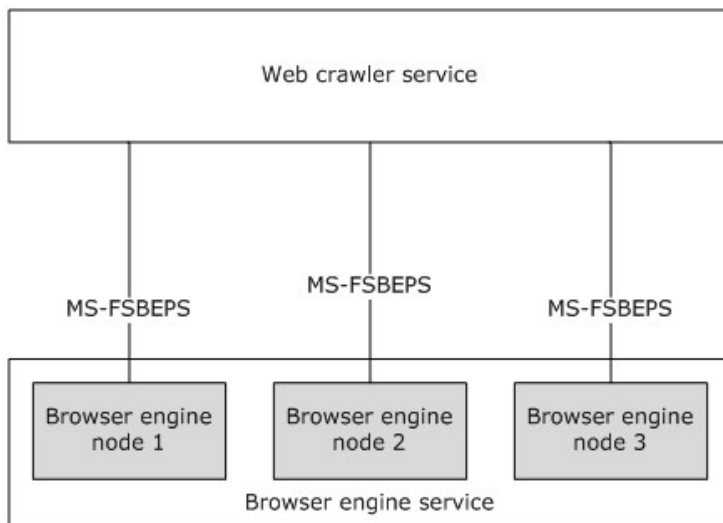 Web crawler service
MS-FSBEPS
MS-FSBEPS
MS-FSBEPS
Browser engine
node 1
Browser engine
node 2
Browser engine
node 3
Browser engine service